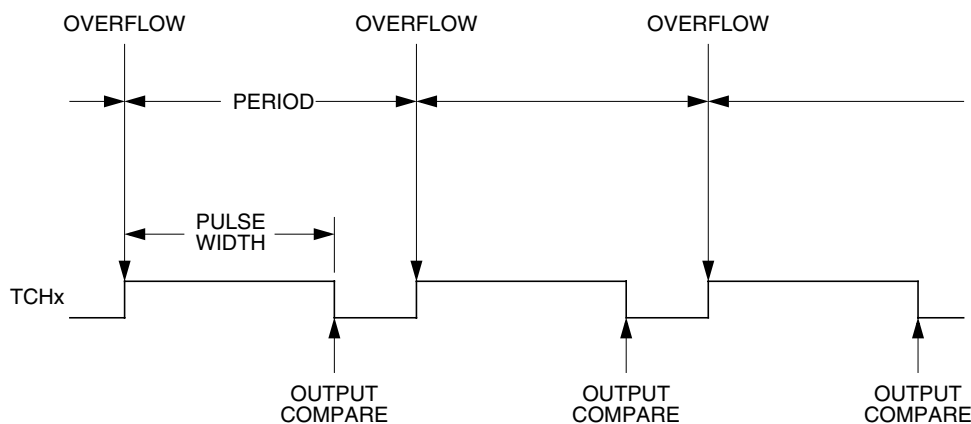 OVERFLOW OVERFLOW OVERFLOW
PERIOD
PULSE
WIDTH
TCHx
OUTPUT
COMPARE
OUTPUT
COMPARE
OUTPUT
COMPARE